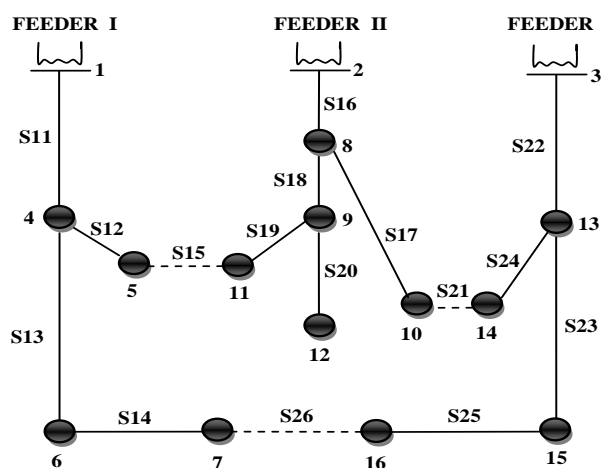 FEEDER I FEEDER II FEEDER
1 2 3
S16
S11 8 S22
S18
4 S12 S19 9 S17 S24 13
S15 S20 S21
5 11
10 14
S13 12 S23
S14 S26 S25
6 7 16 15